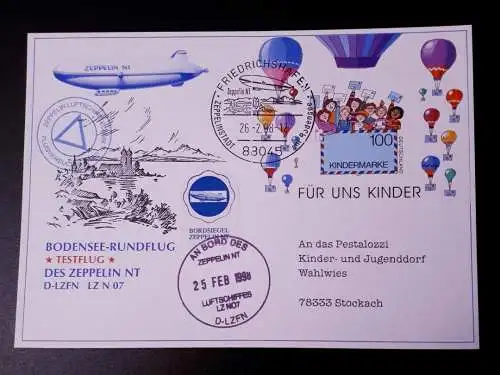 ZEPPELIN NT
FRIEDRICHSHAFEN
Zeppelin NT
26.-2.98-
88045
ZEPPELINSTADT
100
KINDERMARKE
DEUTSCHLAND
FÜR UNS KINDER
BORDSIEGEL
ZEPPELIN NT
BODENSEE-RUNDFLUG
★ TESTFLUG ★
DES ZEPPELIN NT
D-LZFN LZ N 07
AN BORD DES
ZEPPELIN NT
25 FEB 1998
LUFTSCHIFFES
LZ N07
D-LZFN
An das Pestalozzi
Kinder- und Jugenddorf
Wahlwies
78333 Stockach